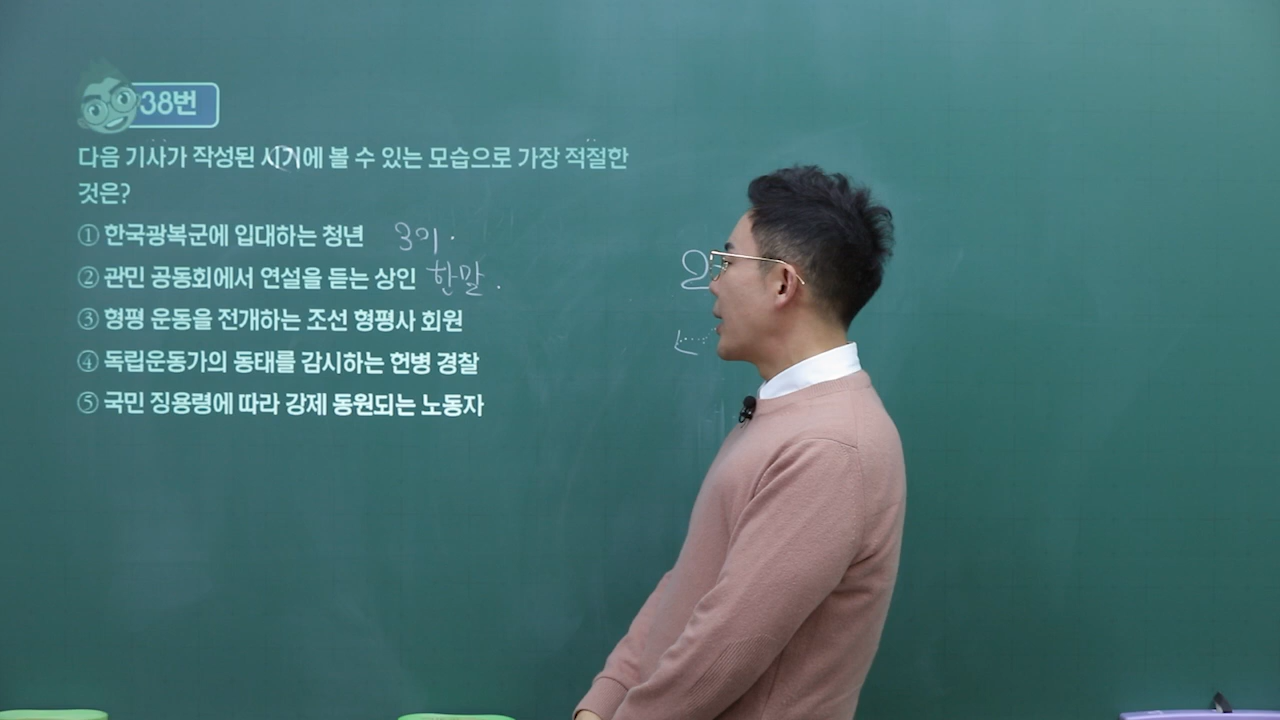 38번
다음 기사가 작성된 시기에 볼 수 있는 모습으로 가장 적절한
것은?
① 한국광복군에 입대하는 청년 3기.
② 관민 공동회에서 연설을 듣는 상인 한말.
③ 형평 운동을 전개하는 조선 형평사 회원
④ 독립운동가의 동태를 감시하는 헌병 경찰
⑤ 국민 징용령에 따라 강제 동원되는 노동자